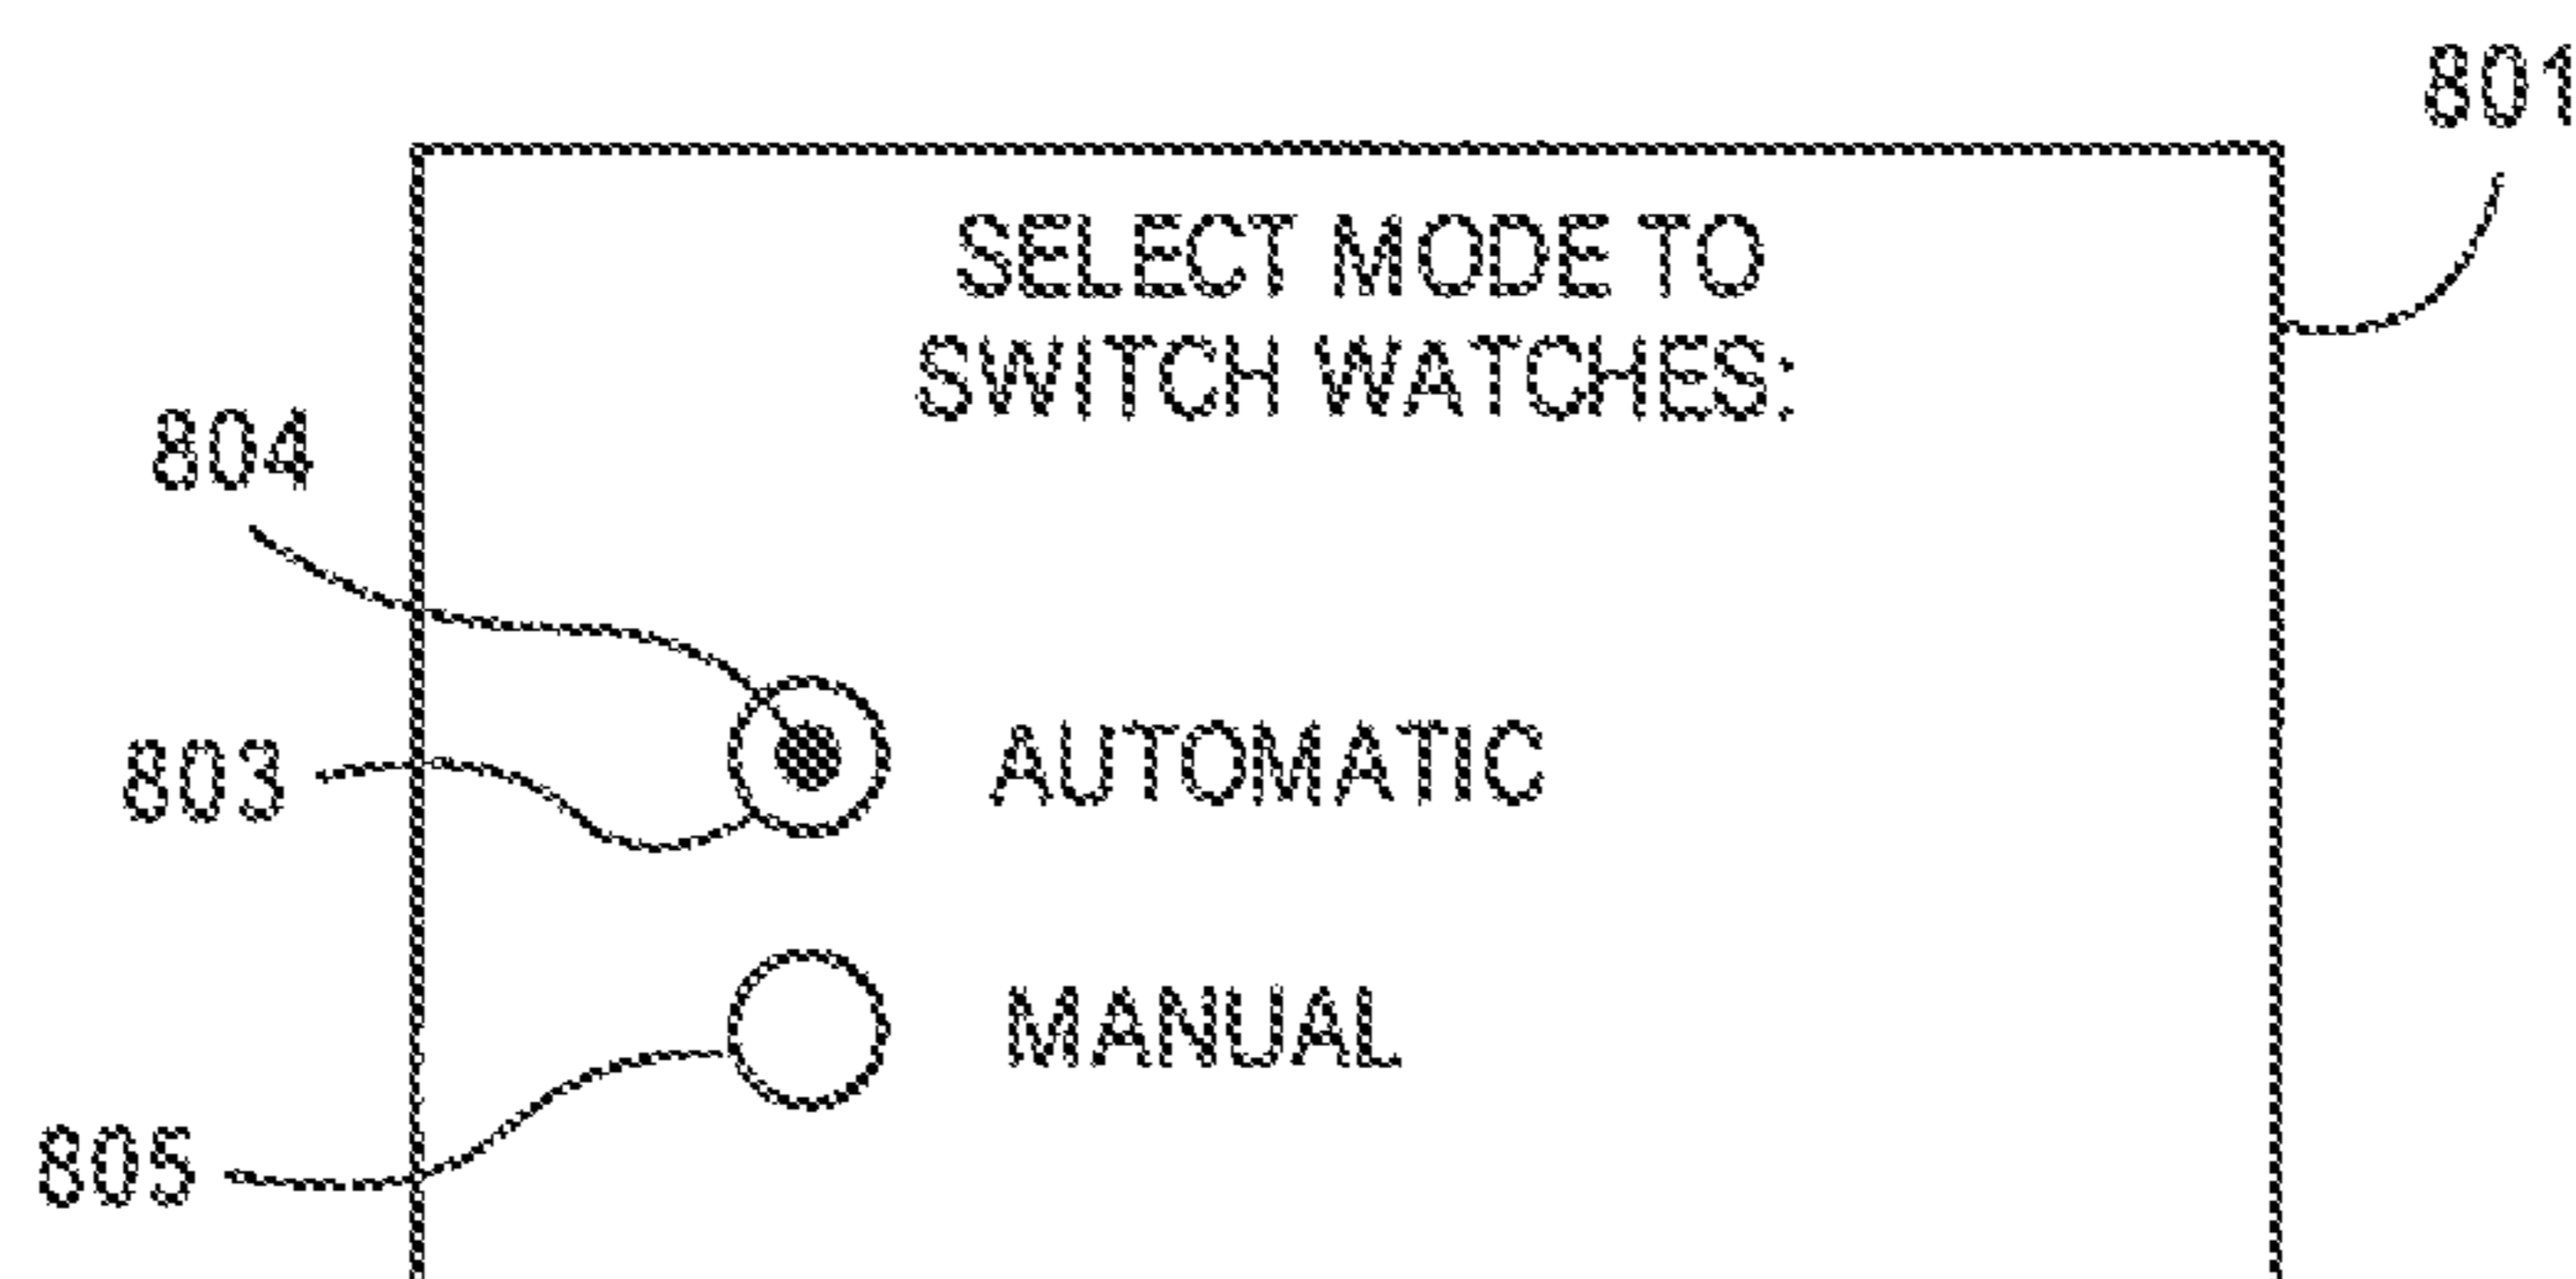 801
SELECT MODE TO
SWITCH WATCHES:
804
803
AUTOMATIC
MANUAL
805